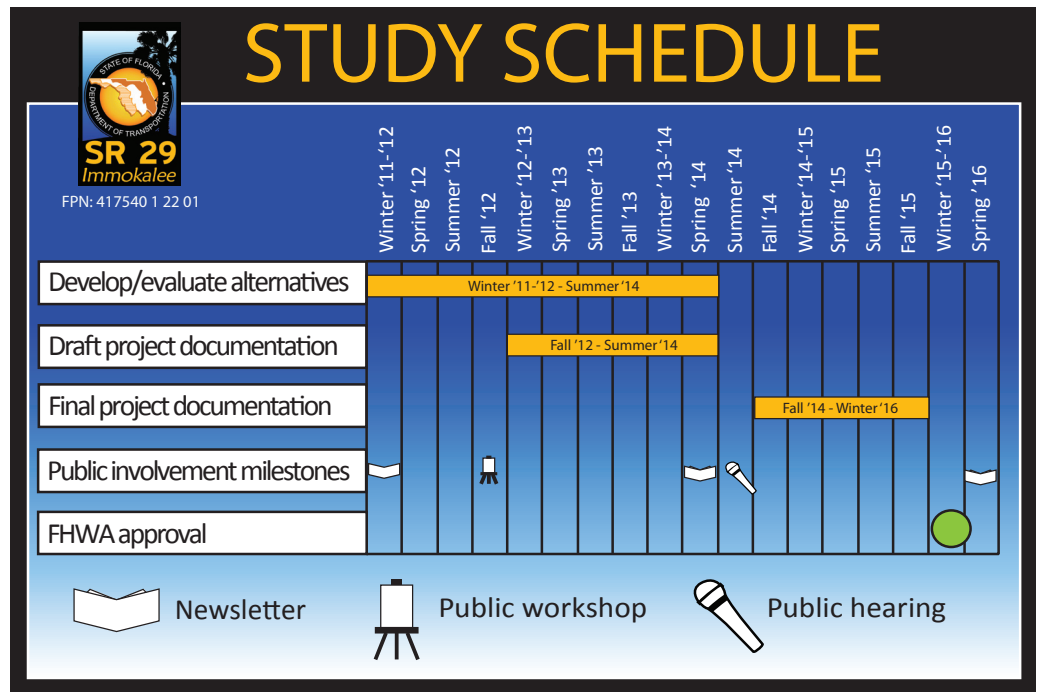 STUDY SCHEDULE
STATE OF FLORIDA
DEPARTMENT OF TRANSPORTATION
SR 29
Immokalee
FPN: 417540 1 22 01
Winter ‘11-‘12
Spring ‘12
Summer ‘12
Fall ‘12
Winter ‘12-‘13
Spring ‘13
Summer ‘13
Fall ‘13
Winter ‘13-‘14
Spring ‘14
Summer ‘14
Fall ‘14
Winter ‘14-‘15
Spring ‘15
Summer ‘15
Fall ‘15
Winter ‘15-‘16
Spring ‘16
Develop/evaluate alternatives
Winter ‘11-‘12 - Summer ‘14
Draft project documentation
Fall ‘12 - Summer ‘14
Final project documentation
Fall ‘14 - Winter ‘16
Public involvement milestones
FHWA approval
Newsletter
Public workshop
Public hearing